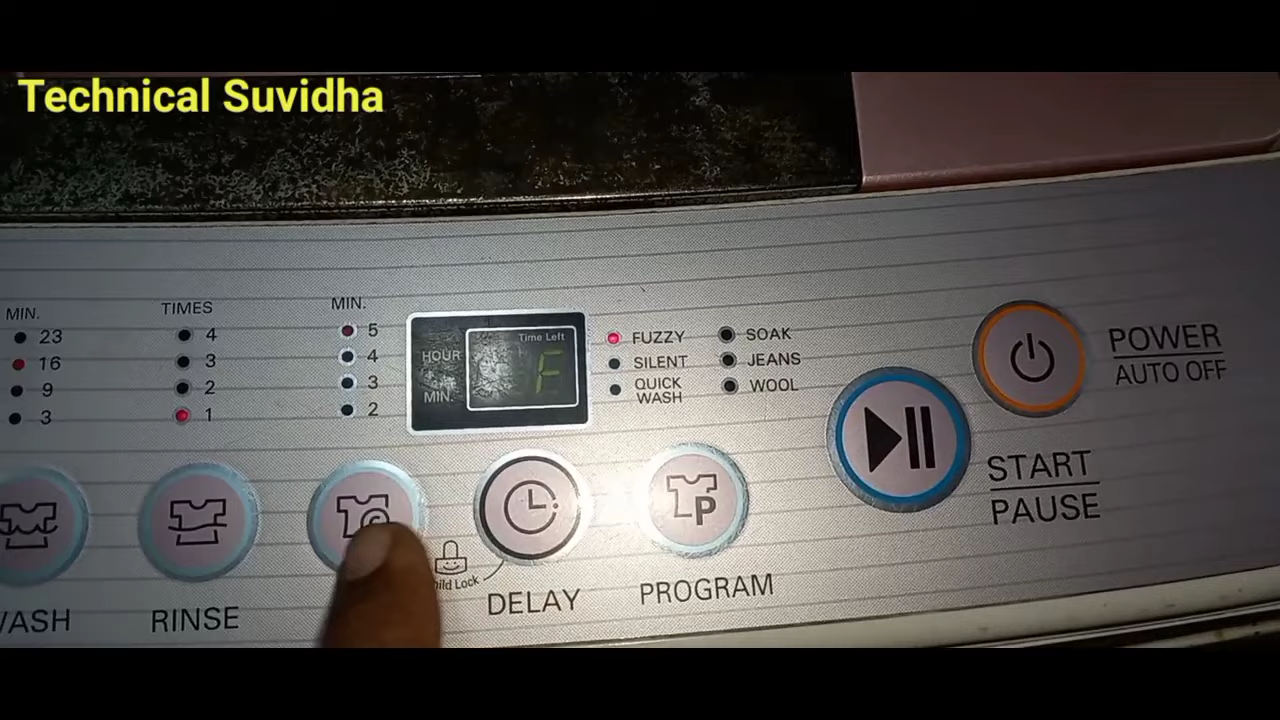 Technical Suvidha
MIN.
23
16
9
3
TIMES
4
3
2
1
MIN.
5
4
3
2
HOUR
MIN.
Time Left
F
FUZZY
SILENT
QUICK
WASH
SOAK
JEANS
WOOL
POWER
AUTO OFF
START
PAUSE
WASH
RINSE
Child Lock
DELAY
P
PROGRAM